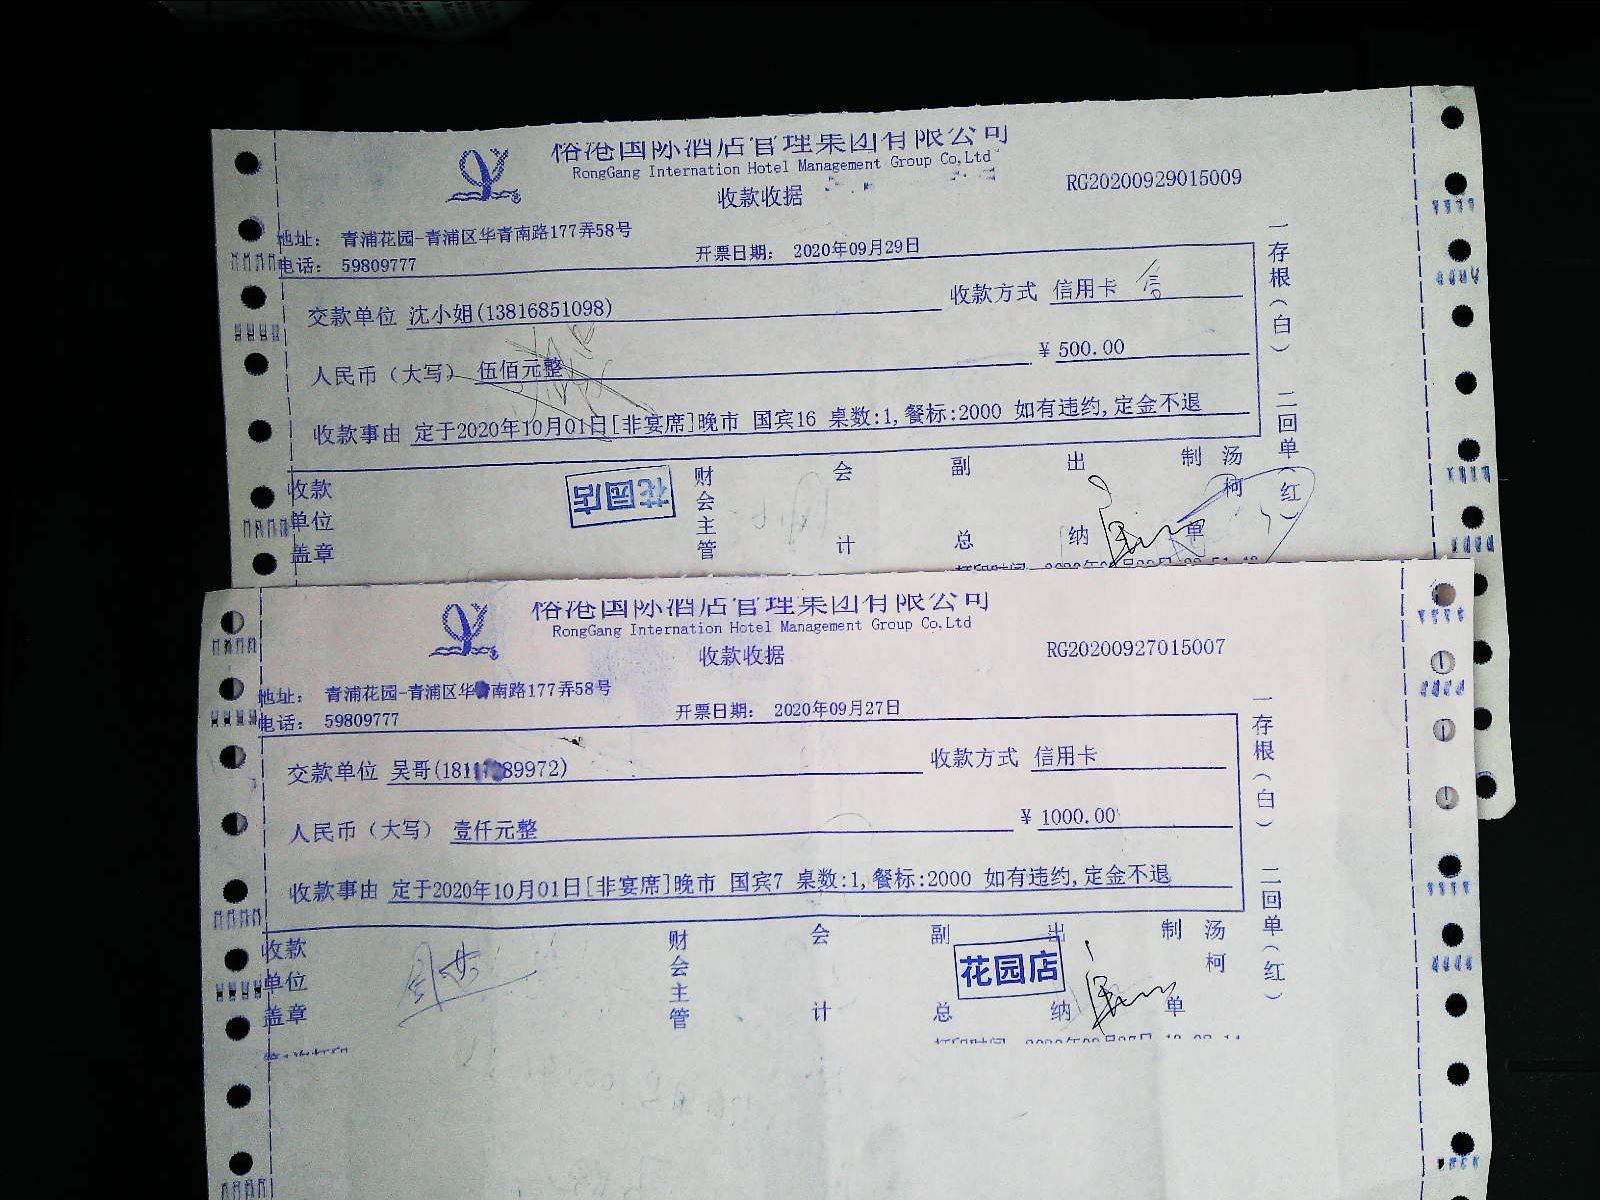 俗港国际酒店管理集团有限公司
RongGang Internation Hotel Management Group Co,Ltd
收款收据
RG20200929015009
地址： 青浦花园-青浦区华青南路177弄58号
电话： 59809777
开票日期： 2020年09月29日
交款单位 沈小姐(13816851098)
收款方式 信用卡 信
人民币（大写） 伍佰元整
¥ 500.00
收款事由 定于2020年10月01日[非宴席]晚市 国宾16 桌数:1,餐标:2000 如有违约,定金不退
一存根（白） 二回单（红）
收款单位盖章
花园店
财会主管
会计
副总
出纳
制单
汤柯
俗港国际酒店管理集团有限公司
RongGang Internation Hotel Management Group Co,Ltd
收款收据
RG20200927015007
地址： 青浦花园-青浦区华 南路177弄58号
电话： 59809777
开票日期： 2020年09月27日
交款单位 吴哥(181 89972)
收款方式 信用卡
人民币（大写） 壹仟元整
¥ 1000.00
收款事由 定于2020年10月01日[非宴席]晚市 国宾7 桌数:1,餐标:2000 如有违约,定金不退
一存根（白） 二回单（红）
收款单位盖章
财会主管
会计
副总
出纳
花园店
制单
汤柯